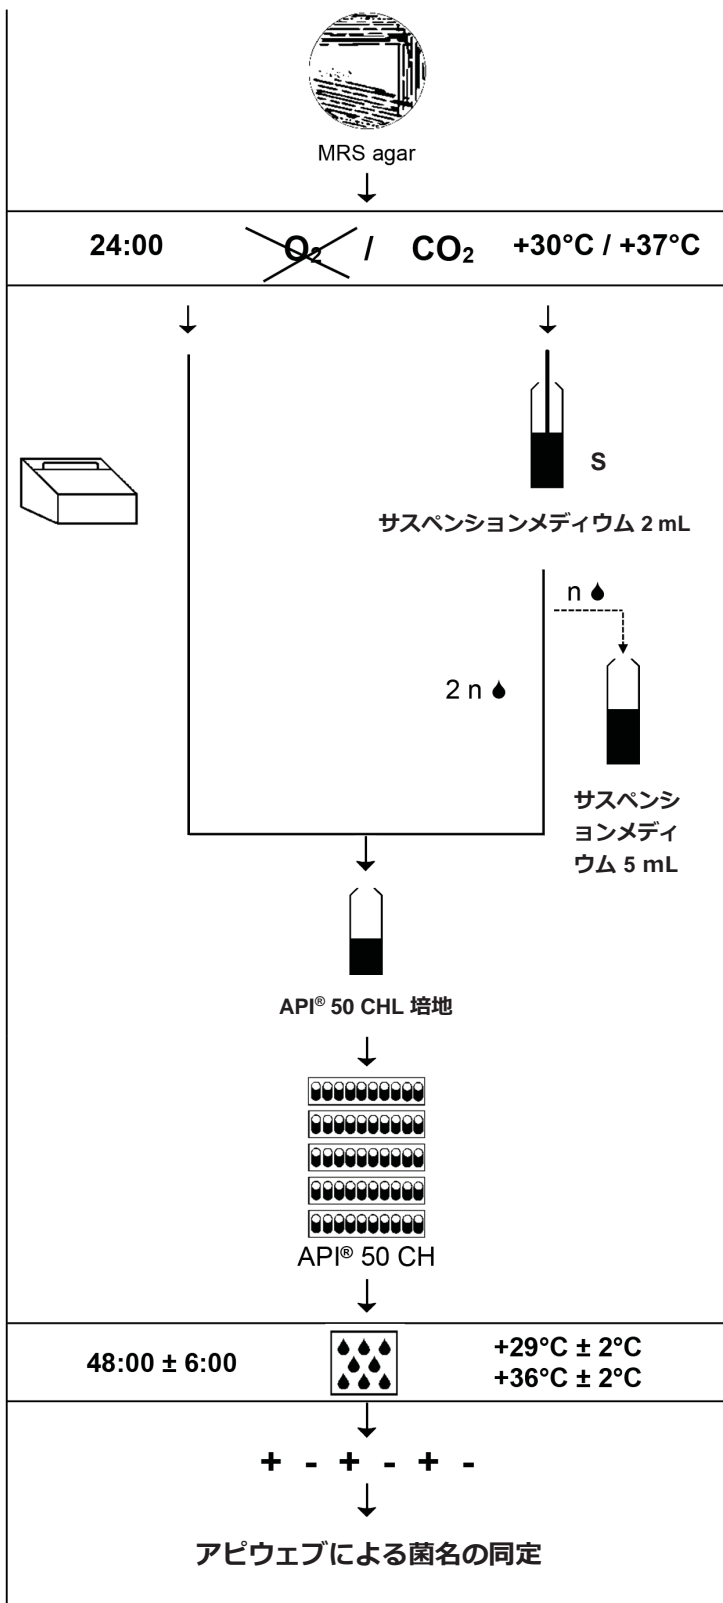 MRS agar
24:00 O₂ / CO₂ +30°C / +37°C
S
サスペンションメディウム 2 mL
n
2 n
サスペンシ
ョンメディ
ウム 5 mL
API® 50 CHL 培地
API® 50 CH
48:00 ± 6:00
+29°C ± 2°C
+36°C ± 2°C
+ - + - + -
アピウェブによる菌名の同定